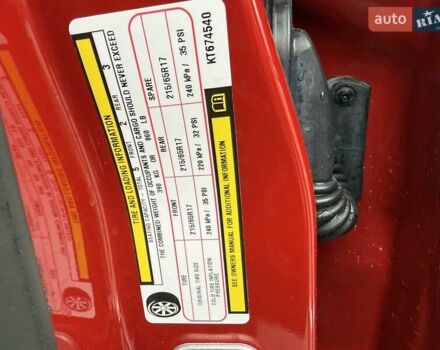 TIRE AND LOADING INFORMATION
SEATING CAPACITY - TOTAL 5 FRONT 2 REAR 3
THE COMBINED WEIGHT OF OCCUPANTS AND CARGO SHOULD NEVER EXCEED
390 KG OR 860 LB
TIRE FRONT REAR SPARE
ORIGINAL TIRE SIZE 215/65R17 215/65R17 215/65R17
COLD TIRE INFLATION PRESSURE 240 kPa/ 35 PSI 220 kPa/ 32 PSI 240 kPa/ 35 PSI
SEE OWNERS MANUAL FOR ADDITIONAL INFORMATION
KT674540
AUTO RIA